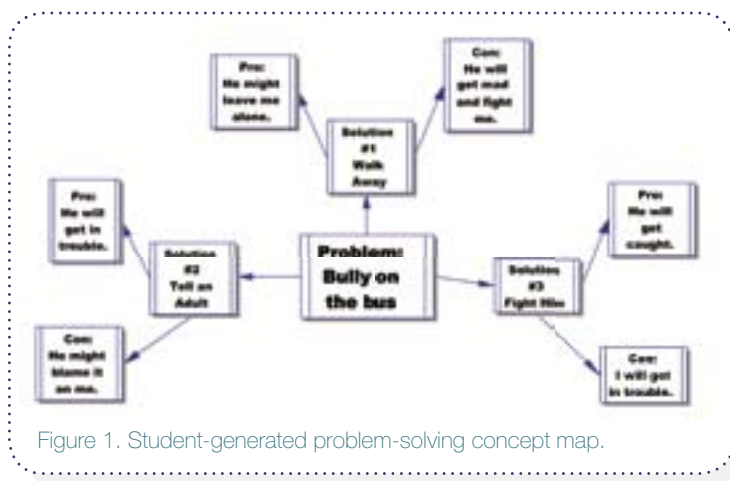 Pro:
He might
leave me
alone.
Con:
He will
get mad
and fight
me.
Solution
#1
Walk
Away
Pro:
He will
get in
trouble.
Solution
#2
Tell an
Adult
Con:
He might
blame it
on me.
Problem:
Bully on
the bus
Solution
#3
Fight Him
Pro:
He will
get
caught.
Con:
I will get
in trouble.
Figure 1. Student-generated problem-solving concept map.